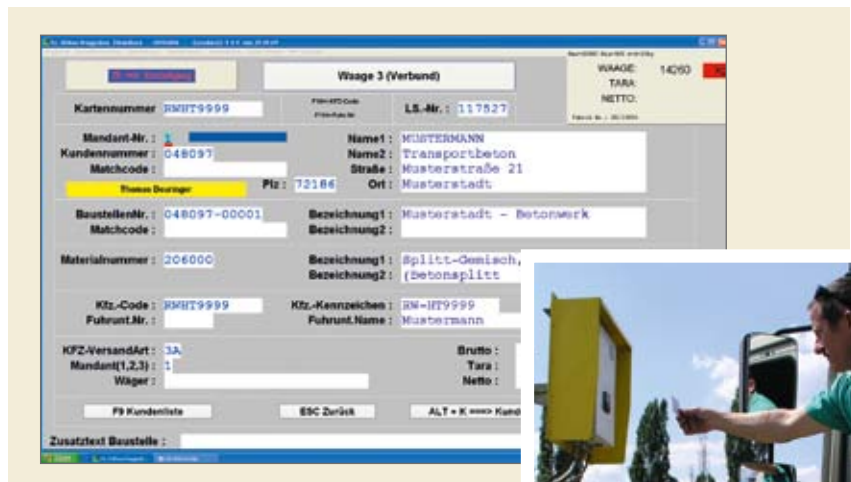 Waage 3 (Verbund)
WAAGE: 14260
TARA:
NETTO:
Kartennummer RWHT9999 LS.-Nr.: 117527
Mandant-Nr.: 1 Name1: MUSTERMANN
Kundennummer: 048097 Name2: Transportbeton
Matchcode: Straße: Musterstraße 21
Thomas Deuringer Plz: 72186 Ort: Musterstadt
BaustellenNr.: 048097-00001 Bezeichnung1: Musterstadt - Betonwerk
Matchcode: Bezeichnung2:
Materialnummer: 206000 Bezeichnung1: Splitt-Gemisch,
Bezeichnung2: (Betonsplitt
Kfz.-Code: RWHT9999 Kfz.-Kennzeichen: RW-HT9999
Fuhrunt.Nr.: Fuhrunt.Name: Mustermann
KFZ-VersandArt: 3A Brutto:
Mandant(1,2,3): 1 Tara:
Wäger: Netto:
F9 Kundenliste ESC Zurück ALT + K ===> Kund
Zusatztext Baustelle: